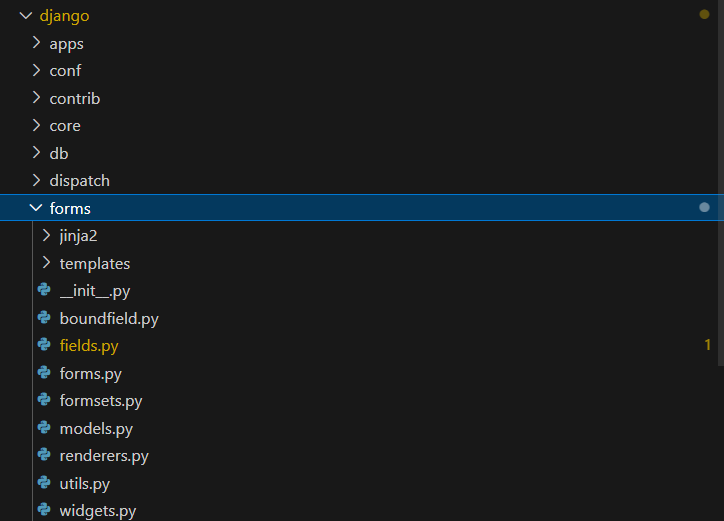 django
apps
conf
contrib
core
db
dispatch
forms
jinja2
templates
__init__.py
boundfield.py
fields.py 1
forms.py
formsets.py
models.py
renderers.py
utils.py
widgets.py